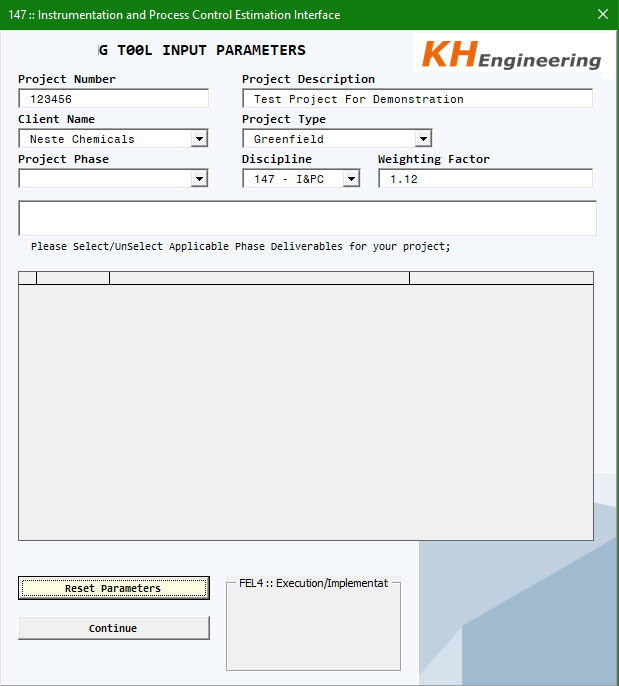 147 :: Instrumentation and Process Control Estimation Interface
G T00L INPUT PARAMETERS
KH Engineering
Project Number
Project Description
123456
Test Project For Demonstration
Client Name
Project Type
Neste Chemicals
Greenfield
Project Phase
Discipline
Weighting Factor
147 - I&PC
1.12
Please Select/UnSelect Applicable Phase Deliverables for your project;
Reset Parameters
FEL4 :: Execution/Implementat
Continue